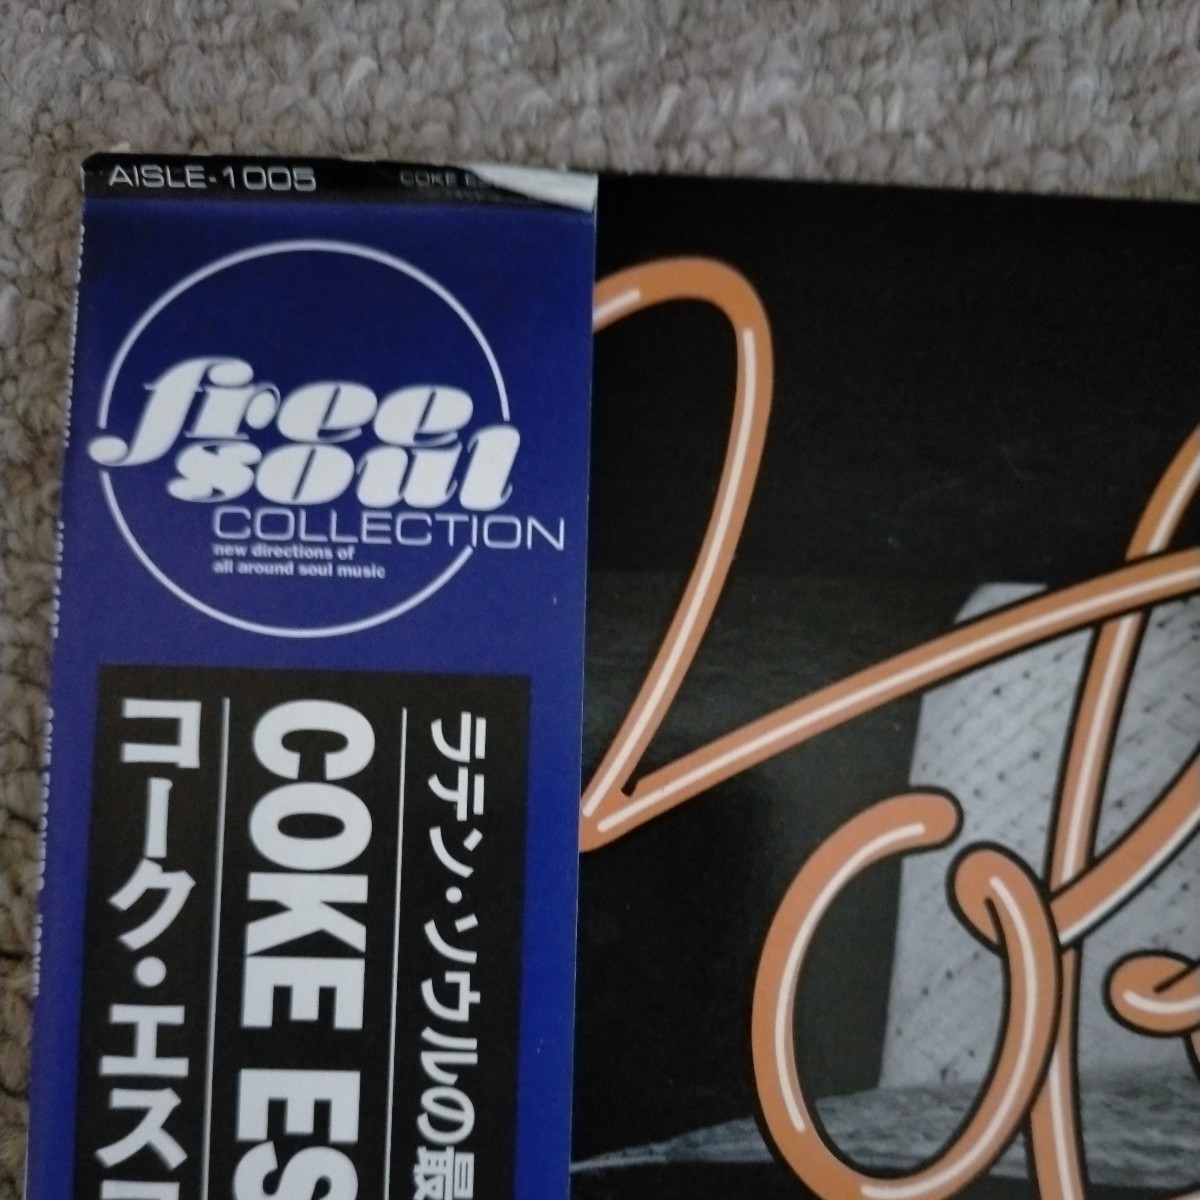 AISLE-1005
COKE E
free
soul
COLLECTION
new directions of
all around soul music
ラテン・ソウルの最
COKE ES
コーク・エスコ